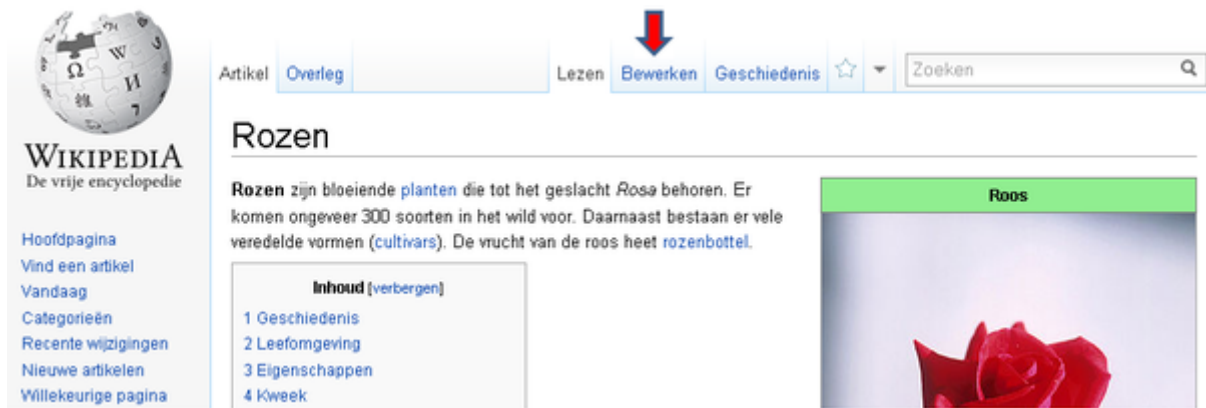 WIKIPEDIA
De vrije encyclopedie
Hoofdpagina
Vind een artikel
Vandaag
Categorieën
Recente wijzigingen
Nieuwe artikelen
Willekeurige pagina
Artikel Overleg Lezen Bewerken Geschiedenis Zoeken
Rozen
Rozen zijn bloeiende planten die tot het geslacht Rosa behoren. Er
komen ongeveer 300 soorten in het wild voor. Daarnaast bestaan er vele
veredelde vormen (cultivars). De vrucht van de roos heet rozenbottel.
Inhoud [verbergen]
1 Geschiedenis
2 Leefomgeving
3 Eigenschappen
4 Kweek
Roos